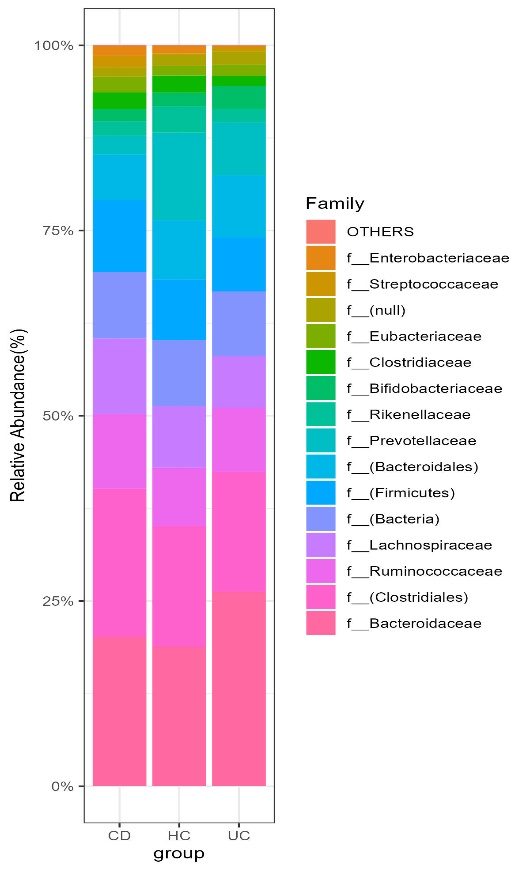 100%
75%
50%
25%
0%
Relative Abundance(%)
CD HC UC
group
Family
OTHERS
f__Enterobacteriaceae
f__Streptococcaceae
f__(null)
f__Eubacteriaceae
f__Clostridiaceae
f__Bifidobacteriaceae
f__Rikenellaceae
f__Prevotellaceae
f__(Bacteroidales)
f__(Firmicutes)
f__(Bacteria)
f__Lachnospiraceae
f__Ruminococcaceae
f__(Clostridiales)
f__Bacteroidaceae